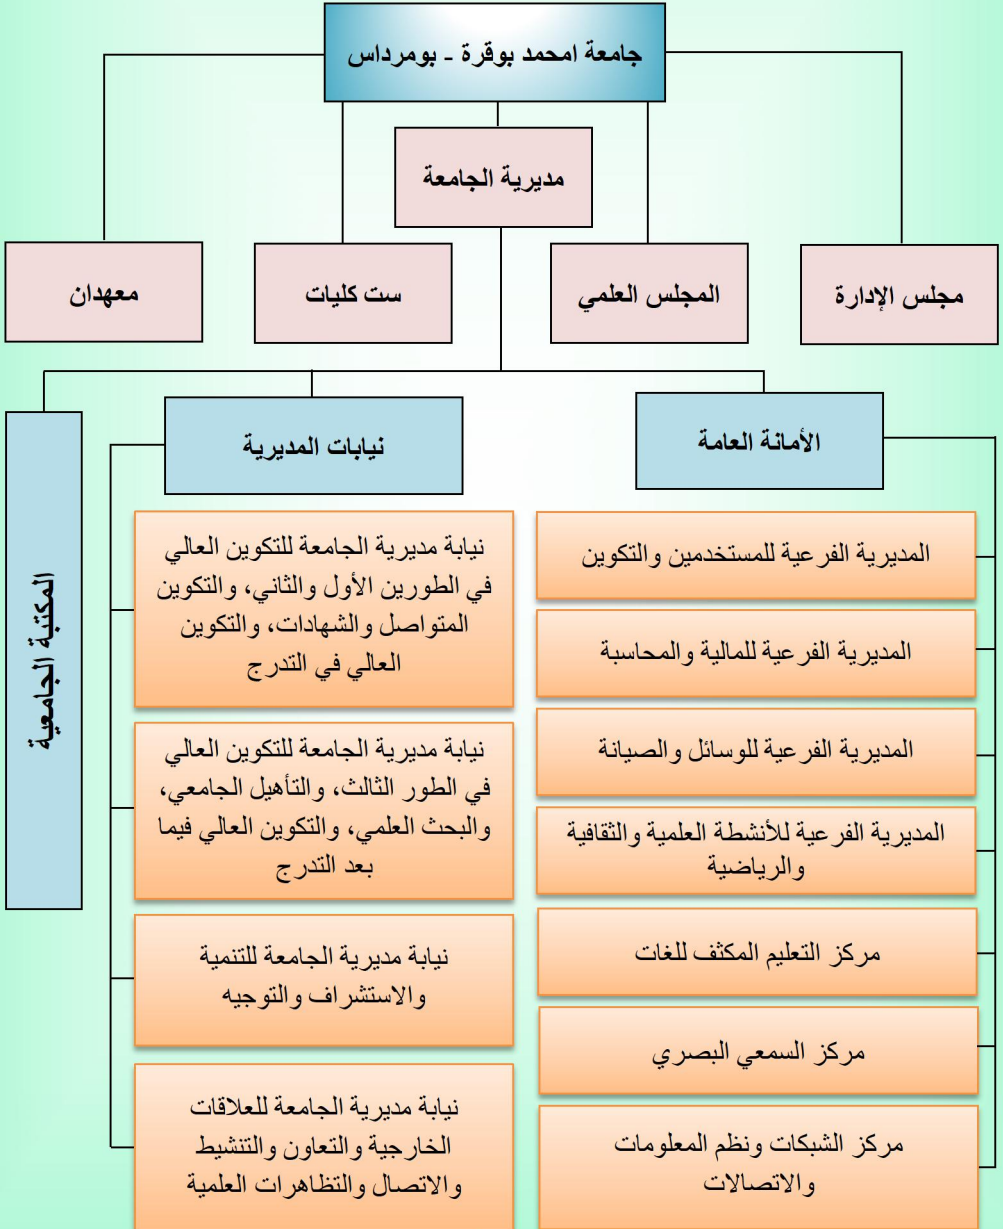 جامعة امحمد بوقرة - بومرداس
مديرية الجامعة
مجلس الإدارة
المجلس العلمي
ست كليات
معهدان
الأمانة العامة
المديرية الفرعية للمستخدمين والتكوين
المديرية الفرعية للمالية والمحاسبة
المديرية الفرعية للوسائل والصيانة
المديرية الفرعية للأنشطة العلمية والثقافية
والرياضية
مركز التعليم المكثف للغات
مركز السمعي البصري
مركز الشبكات ونظم المعلومات
والاتصالات
نيابات المديرية
نيابة مديرية الجامعة للتكوين العالي
في الطورين الأول والثاني، والتكوين
المتواصل والشهادات، والتكوين
العالي في التدرج
نيابة مديرية الجامعة للتكوين العالي
في الطور الثالث، والتأهيل الجامعي،
والبحث العلمي، والتكوين العالي فيما
بعد التدرج
نيابة مديرية الجامعة للتنمية
والاستشراف والتوجيه
نيابة مديرية الجامعة للعلاقات
الخارجية والتعاون والتنشيط
والاتصال والتظاهرات العلمية
المكتبة الجامعية